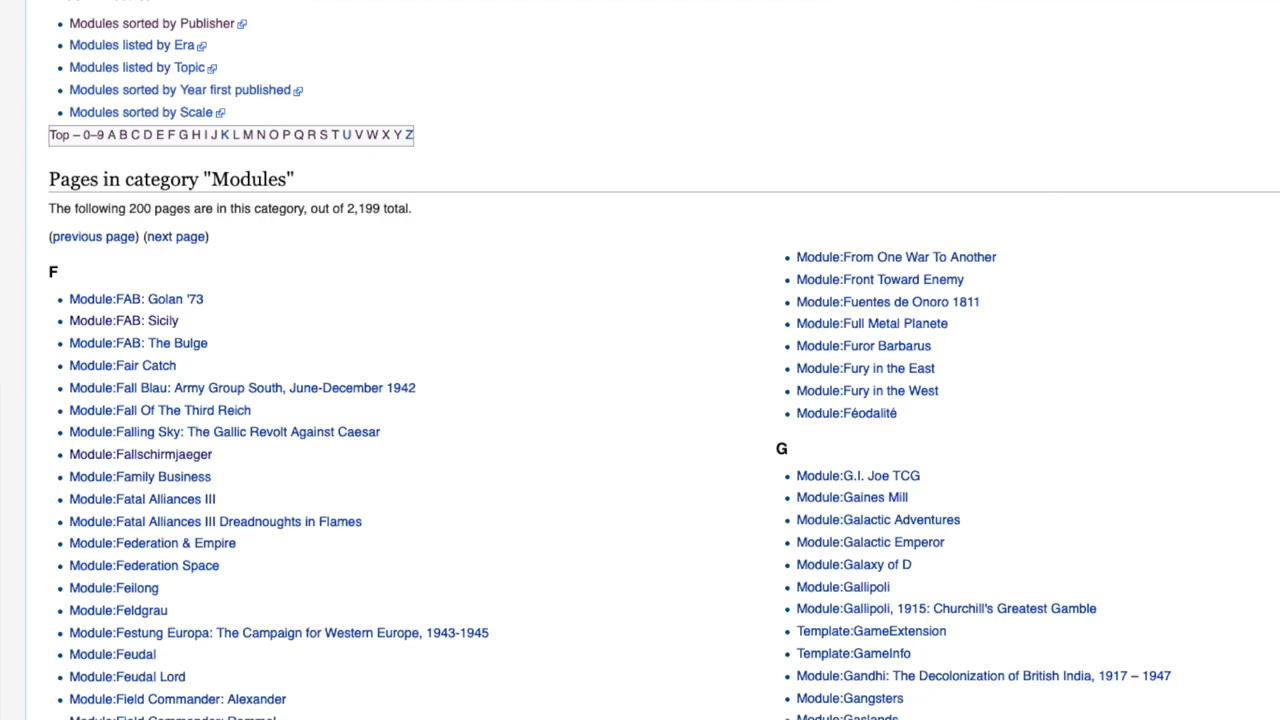 Modules sorted by Publisher
Modules listed by Era
Modules listed by Topic
Modules sorted by Year first published
Modules sorted by Scale
Top – 0–9 A B C D E F G H I J K L M N O P Q R S T U V W X Y Z
Pages in category "Modules"
The following 200 pages are in this category, out of 2,199 total.
(previous page) (next page)
F
Module:FAB: Golan '73
Module:FAB: Sicily
Module:FAB: The Bulge
Module:Fair Catch
Module:Fall Blau: Army Group South, June-December 1942
Module:Fall Of The Third Reich
Module:Falling Sky: The Gallic Revolt Against Caesar
Module:Fallschirmjaeger
Module:Family Business
Module:Fatal Alliances III
Module:Fatal Alliances III Dreadnoughts in Flames
Module:Federation & Empire
Module:Federation Space
Module:Feilong
Module:Feldgrau
Module:Festung Europa: The Campaign for Western Europe, 1943-1945
Module:Feudal
Module:Feudal Lord
Module:Field Commander: Alexander
Module:Field Commander: Rommel
Module:From One War To Another
Module:Front Toward Enemy
Module:Fuentes de Onoro 1811
Module:Full Metal Planete
Module:Furor Barbarus
Module:Fury in the East
Module:Fury in the West
Module:Féodalité
G
Module:G.I. Joe TCG
Module:Gaines Mill
Module:Galactic Adventures
Module:Galactic Emperor
Module:Galaxy of D
Module:Gallipoli
Module:Gallipoli, 1915: Churchill's Greatest Gamble
Template:GameExtension
Template:GameInfo
Module:Gandhi: The Decolonization of British India, 1917 – 1947
Module:Gangsters
Module:Gaslands